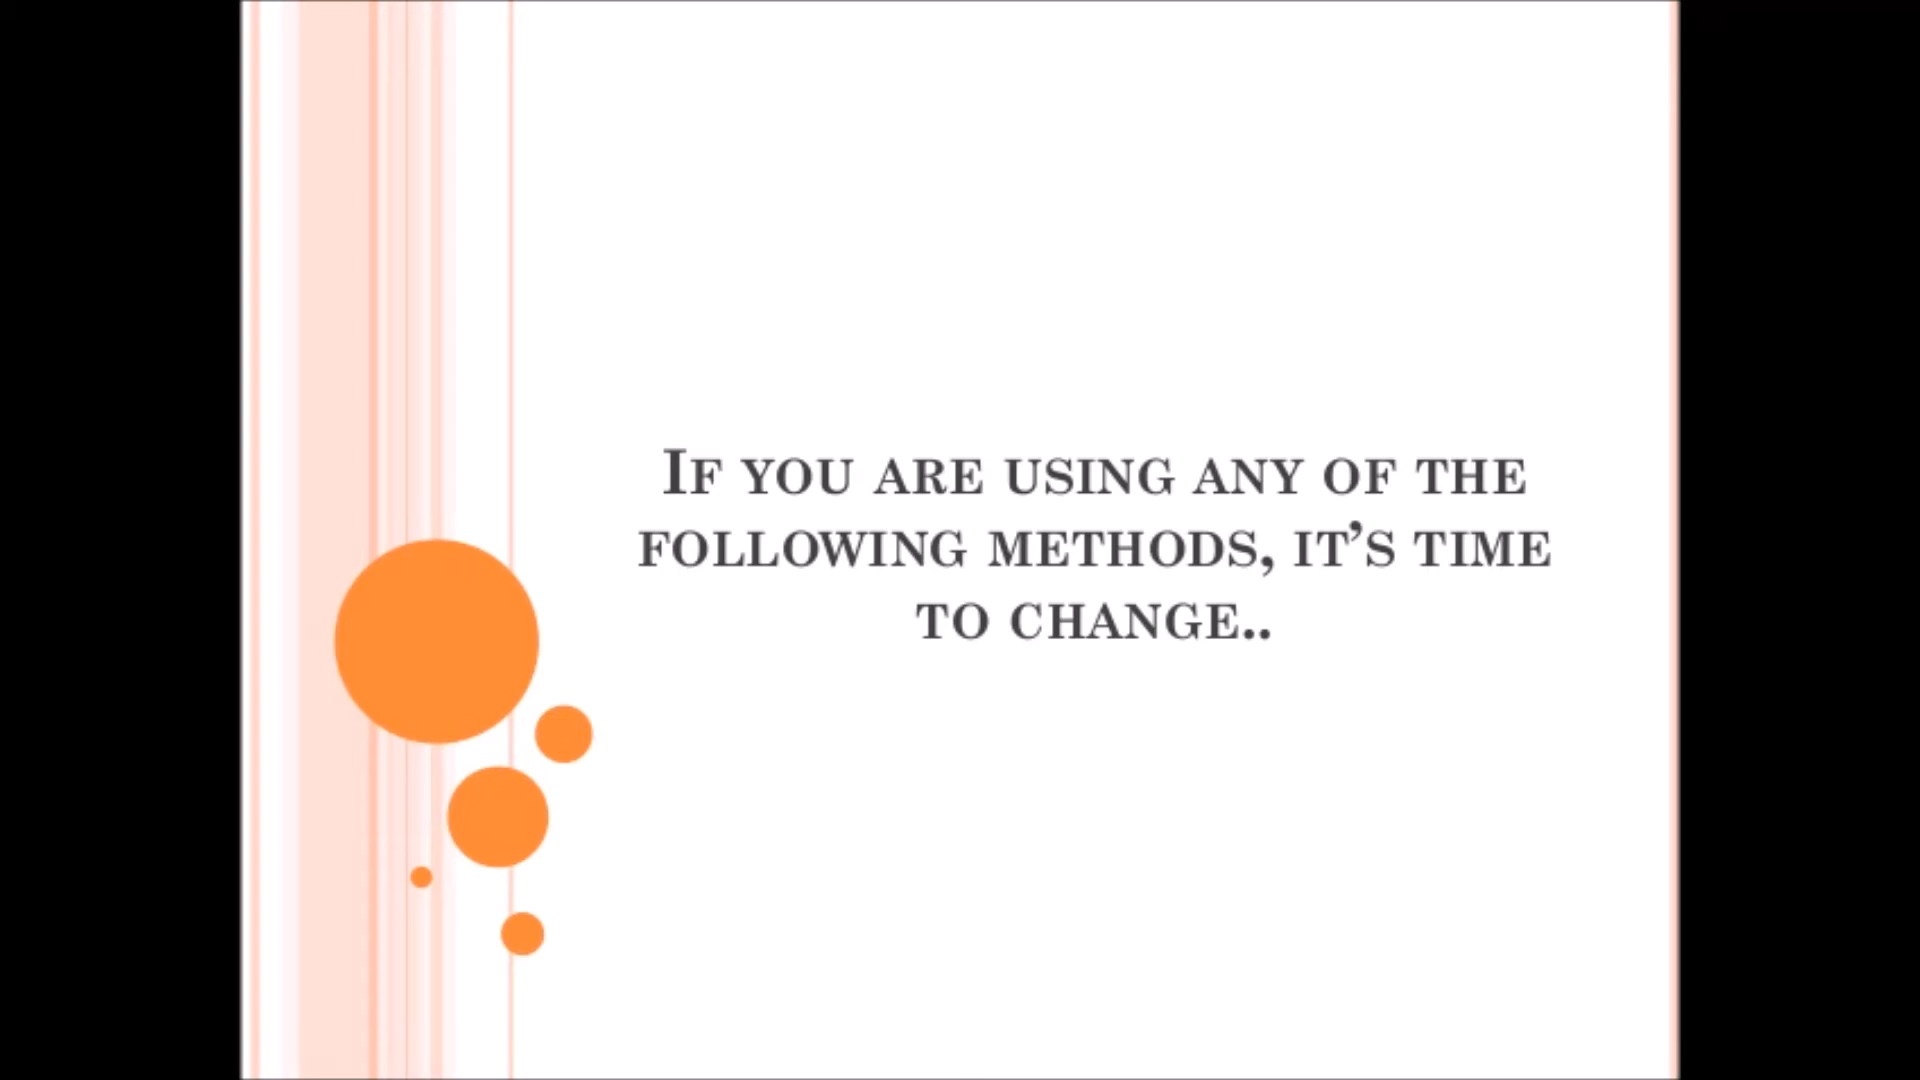 If you are using any of the
following methods, it’s time
to change..